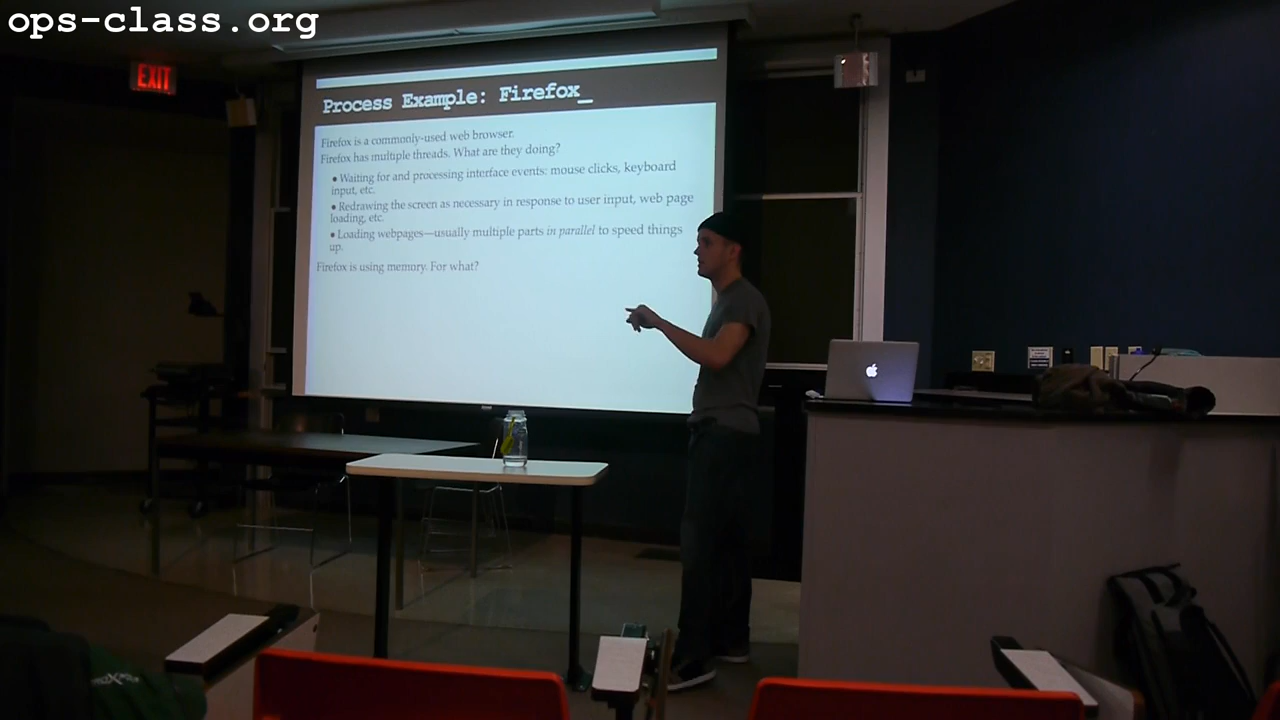 ops-class.org
EXIT
Process Example: Firefox_
Firefox is a commonly-used web browser.
Firefox has multiple threads. What are they doing?
• Waiting for and processing interface events: mouse clicks, keyboard
input, etc.
• Redrawing the screen as necessary in response to user input, web page
loading, etc.
• Loading webpages—usually multiple parts in parallel to speed things
up.
Firefox is using memory. For what?